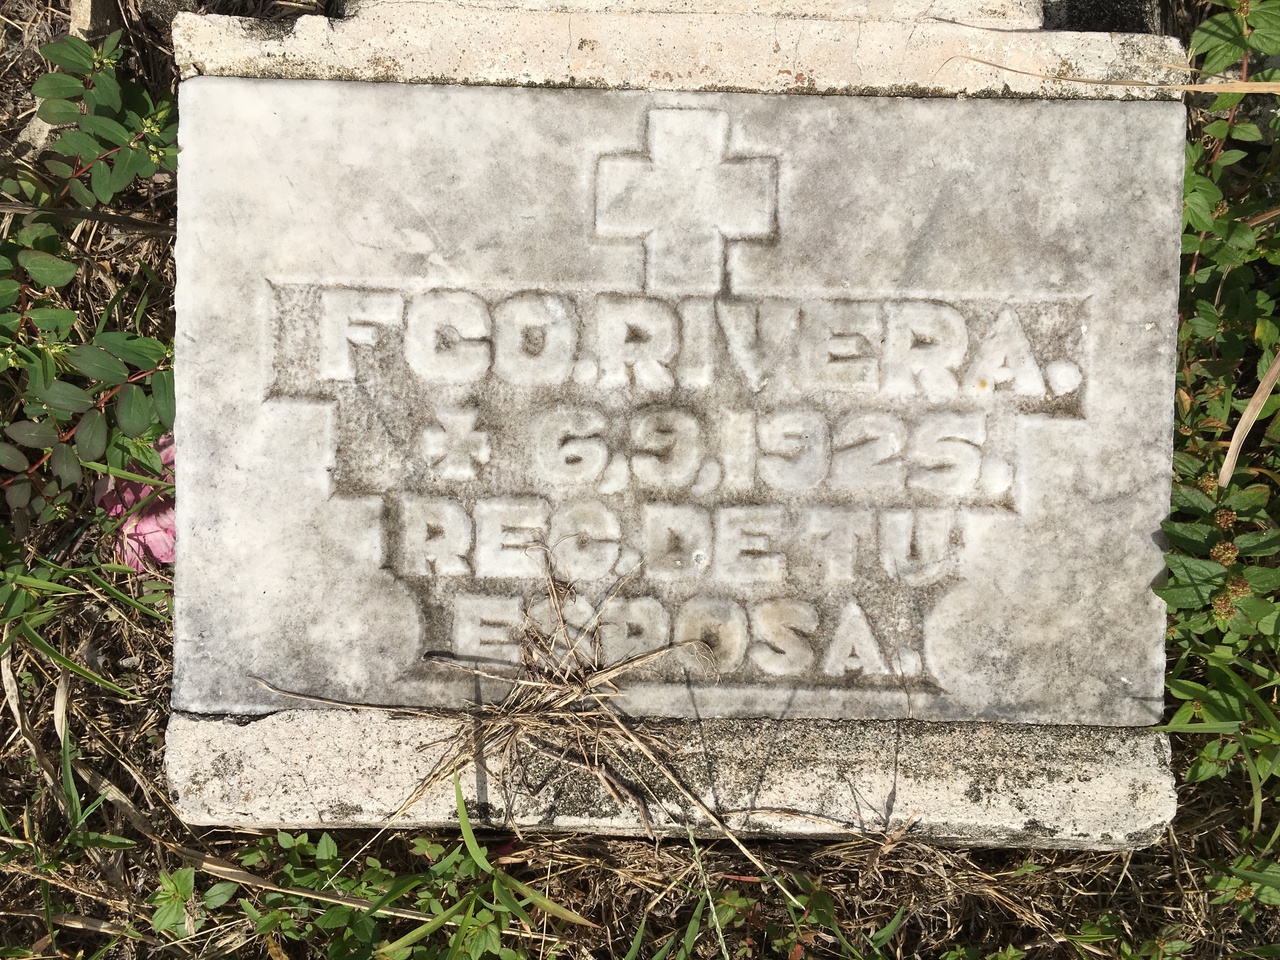 FCO. RIVERA.
✝ 6,9,1925.
REC. DE TU
ESPOSA.